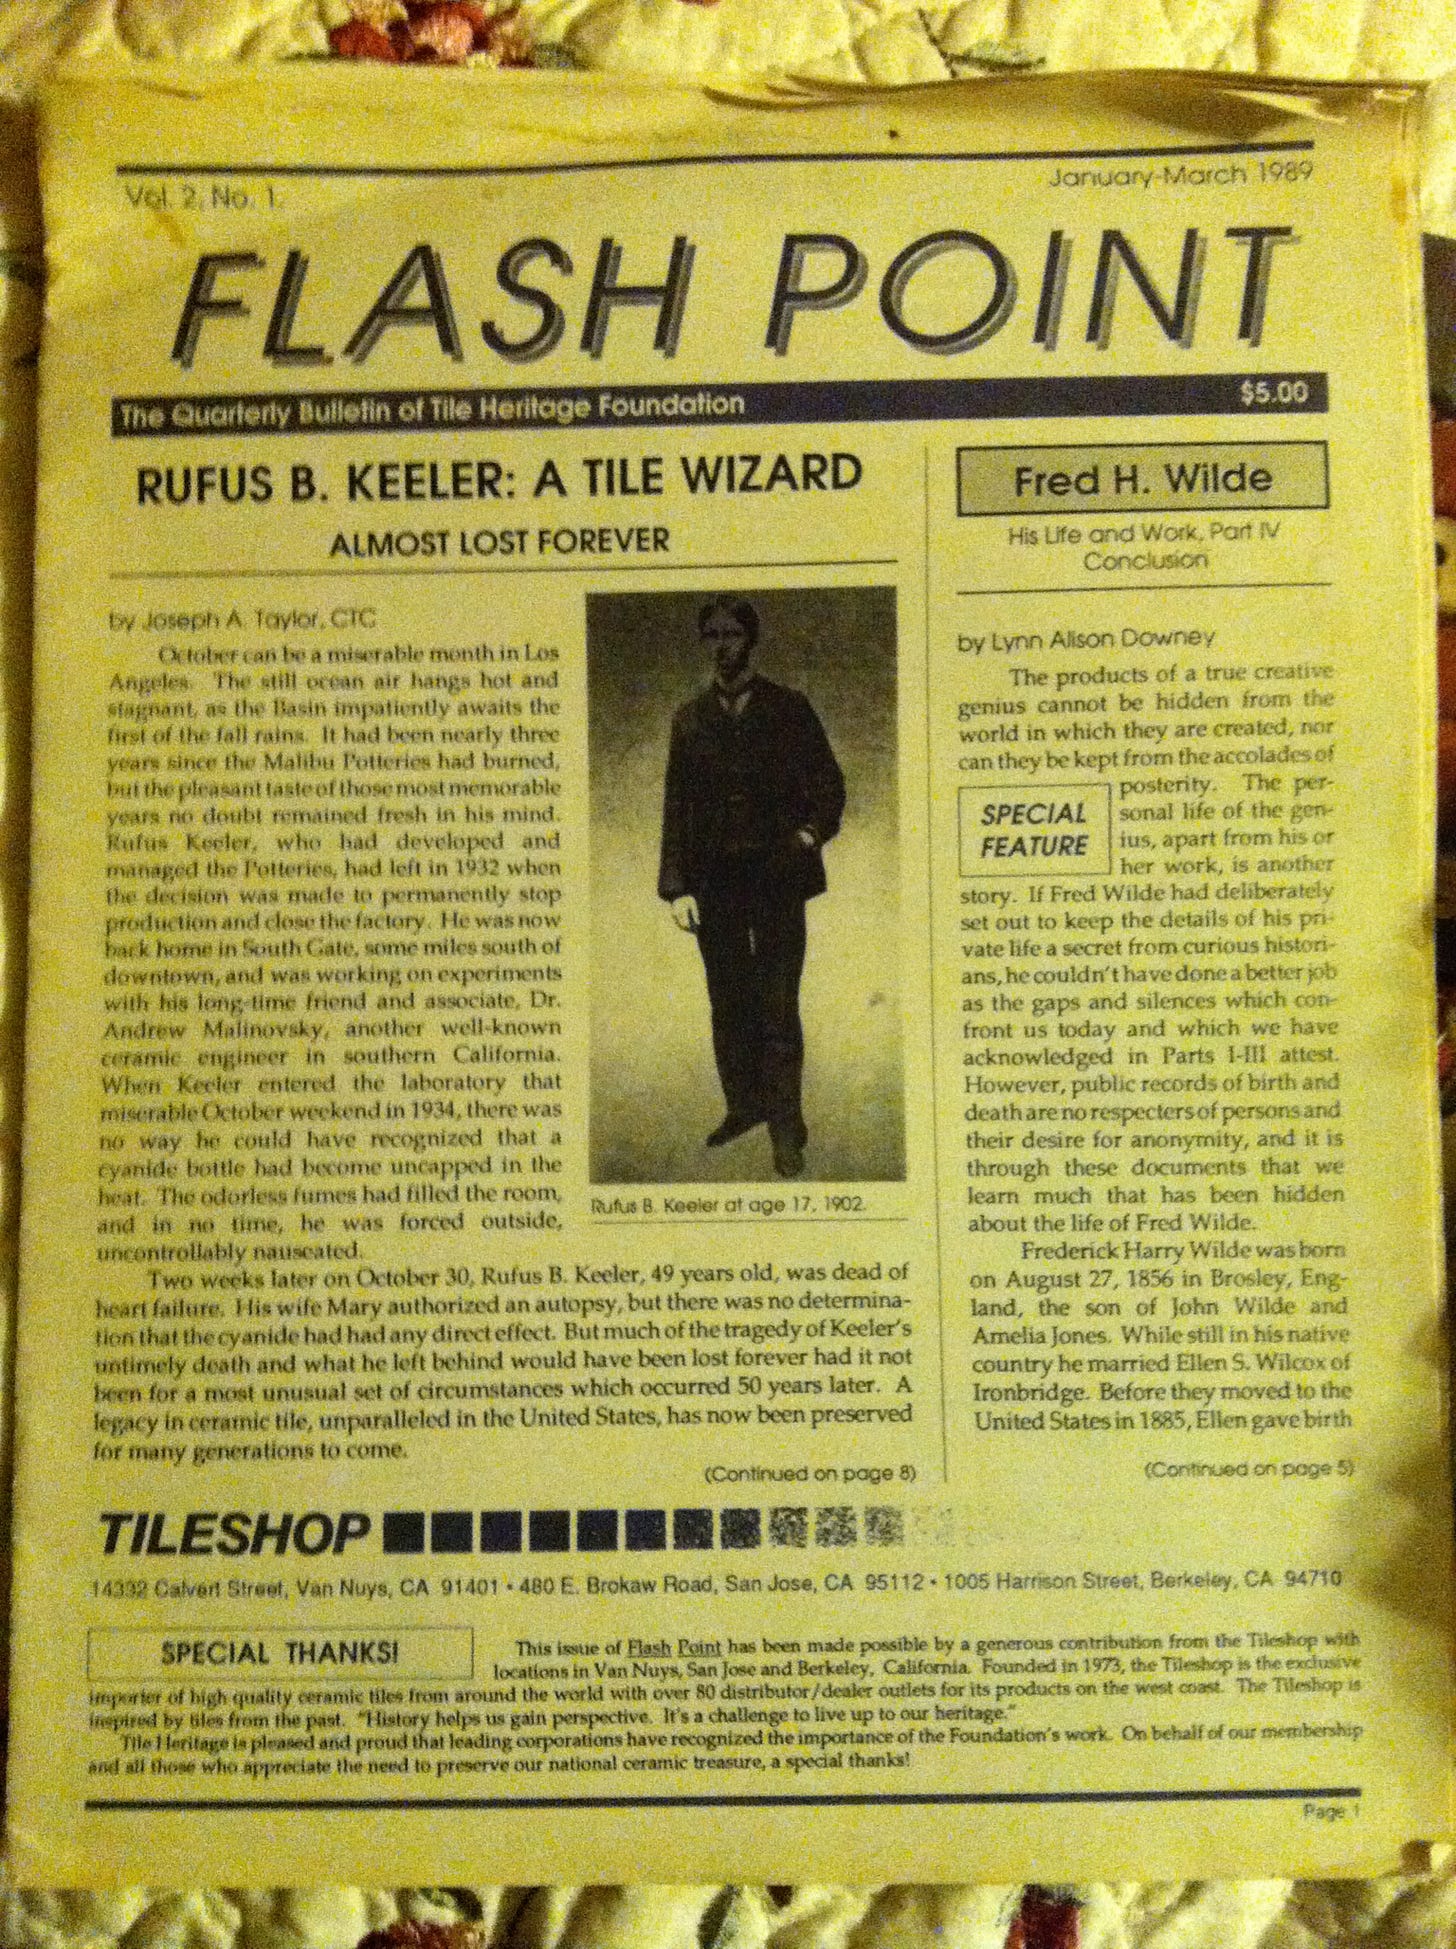 Vol. 2, No. 1.
January-March 1989
FLASH POINT
The Quarterly Bulletin of Tile Heritage Foundation
$5.00
RUFUS B. KEELER: A TILE WIZARD
ALMOST LOST FOREVER
by Joseph A. Taylor, CTC
October can be a miserable month in Los
Angeles. The still ocean air hangs hot and
stagnant, as the Basin impatiently awaits the
first of the fall rains. It had been nearly three
years since the Malibu Potteries had burned,
but the pleasant taste of those most memorable
years no doubt remained fresh in his mind.
Rufus Keeler, who had developed and
managed the Potteries, had left in 1932 when
the decision was made to permanently stop
production and close the factory. He was now
back home in South Gate, some miles south of
downtown, and was working on experiments
with his long-time friend and associate, Dr.
Andrew Malinovsky, another well-known
ceramic engineer in southern California.
When Keeler entered the laboratory that
miserable October weekend in 1934, there was
no way he could have recognized that a
cyanide bottle had become uncapped in the
heat. The odorless fumes had filled the room,
and in no time, he was forced outside,
uncontrollably nauseated.
Rufus B. Keeler at age 17, 1902.
Two weeks later on October 30, Rufus B. Keeler, 49 years old, was dead of
heart failure. His wife Mary authorized an autopsy, but there was no determina-
tion that the cyanide had had any direct effect. But much of the tragedy of Keeler's
untimely death and what he left behind would have been lost forever had it not
been for a most unusual set of circumstances which occurred 50 years later. A
legacy in ceramic tile, unparalleled in the United States, has now been preserved
for many generations to come.
(Continued on page 8)
Fred H. Wilde
His Life and Work, Part IV
Conclusion
by Lynn Alison Downey
The products of a true creative
genius cannot be hidden from the
world in which they are created, nor
can they be kept from the accolades of
posterity. The per-
sonal life of the gen-
ius, apart from his or
her work, is another
SPECIAL
FEATURE
story. If Fred Wilde had deliberately
set out to keep the details of his pri-
vate life a secret from curious histori-
ans, he couldn't have done a better job
as the gaps and silences which con-
front us today and which we have
acknowledged in Parts I-III attest.
However, public records of birth and
death are no respecters of persons and
their desire for anonymity, and it is
through these documents that we
learn much that has been hidden
about the life of Fred Wilde.
Frederick Harry Wilde was born
on August 27, 1856 in Brosley, Eng-
land, the son of John Wilde and
Amelia Jones. While still in his native
country he married Ellen S. Wilcox of
Ironbridge. Before they moved to the
United States in 1885, Ellen gave birth
(Continued on page 5)
TILESHOP
14332 Calvert Street, Van Nuys, CA 91401 • 480 E. Brokaw Road, San Jose, CA 95112 • 1005 Harrison Street, Berkeley, CA 94710
SPECIAL THANKS!
This issue of Flash Point has been made possible by a generous contribution from the Tileshop with
locations in Van Nuys, San Jose and Berkeley, California. Founded in 1973, the Tileshop is the exclusive
importer of high quality ceramic tiles from around the world with over 80 distributor/dealer outlets for its products on the west coast. The Tileshop is
inspired by tiles from the past. "History helps us gain perspective. It's a challenge to live up to our heritage."
Tile Heritage is pleased and proud that leading corporations have recognized the importance of the Foundation's work. On behalf of our membership
and all those who appreciate the need to preserve our national ceramic treasure, a special thanks!
Page 1